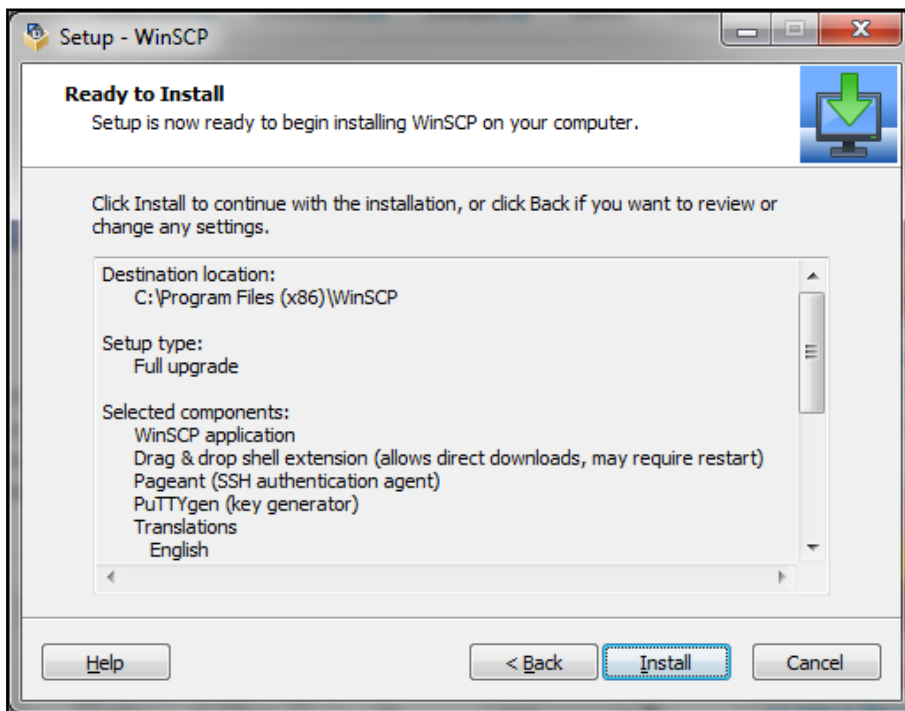 Setup - WinSCP
Ready to Install
Setup is now ready to begin installing WinSCP on your computer.
Click Install to continue with the installation, or click Back if you want to review or
change any settings.
Destination location:
C:\Program Files (x86)\WinSCP
Setup type:
Full upgrade
Selected components:
WinSCP application
Drag & drop shell extension (allows direct downloads, may require restart)
Pageant (SSH authentication agent)
PuTTYgen (key generator)
Translations
English
Help
< Back
Install
Cancel